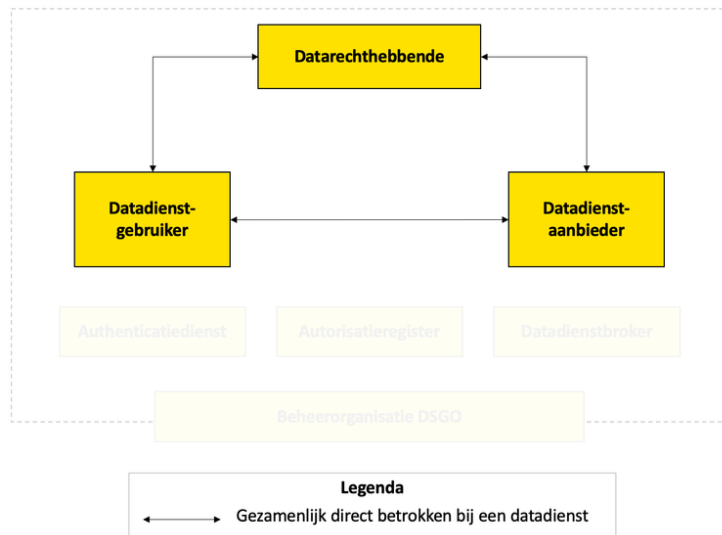 Datarechthebbende
Datadienst-
gebruiker
Datadienst-
aanbieder
Authenticatiedienst
Autorisatieregister
Datadienstbroker
Beheerorganisatie DSGO
Legenda
Gezamenlijk direct betrokken bij een datadienst